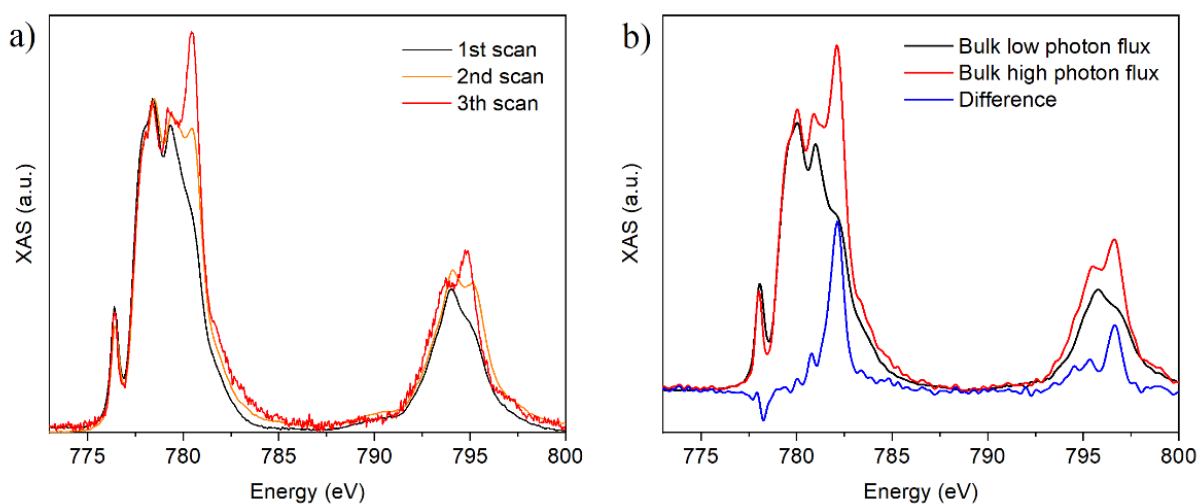 a)
1st scan
2nd scan
3th scan
XAS (a.u.)
775 780 785 790 795 800
Energy (eV)
b)
Bulk low photon flux
Bulk high photon flux
Difference
XAS (a.u.)
775 780 785 790 795 800
Energy (eV)